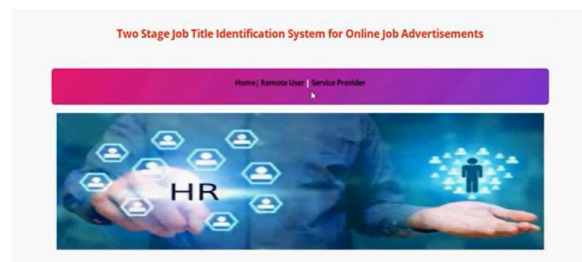 Two Stage Job Title Identification System for Online Job Advertisements
Home| Remote User | Service Provider
HR